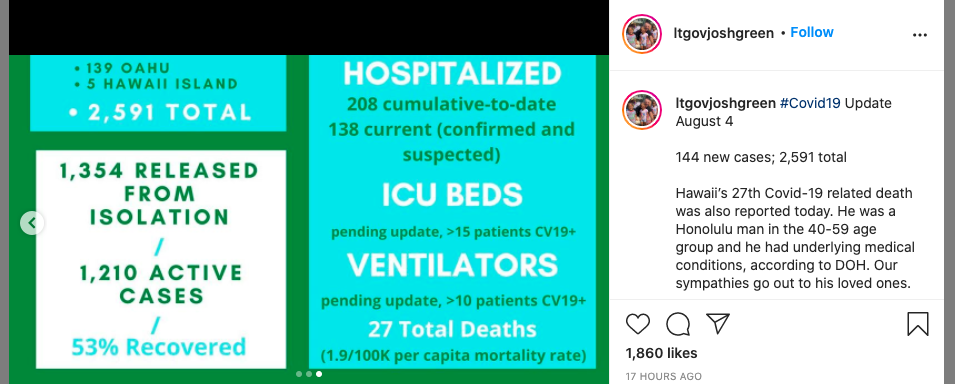 • 139 OAHU
• 5 HAWAII ISLAND
• 2,591 TOTAL
1,354 RELEASED
FROM
ISOLATION
/
1,210 ACTIVE
CASES
/
53% Recovered
HOSPITALIZED
208 cumulative-to-date
138 current (confirmed and
suspected)
ICU BEDS
pending update, >15 patients CV19+
VENTILATORS
pending update, >10 patients CV19+
27 Total Deaths
(1.9/100K per capita mortality rate)
ltgovjoshgreen • Follow
ltgovjoshgreen #Covid19 Update
August 4
144 new cases; 2,591 total
Hawaii’s 27th Covid-19 related death
was also reported today. He was a
Honolulu man in the 40-59 age
group and he had underlying medical
conditions, according to DOH. Our
sympathies go out to his loved ones.
1,860 likes
17 HOURS AGO